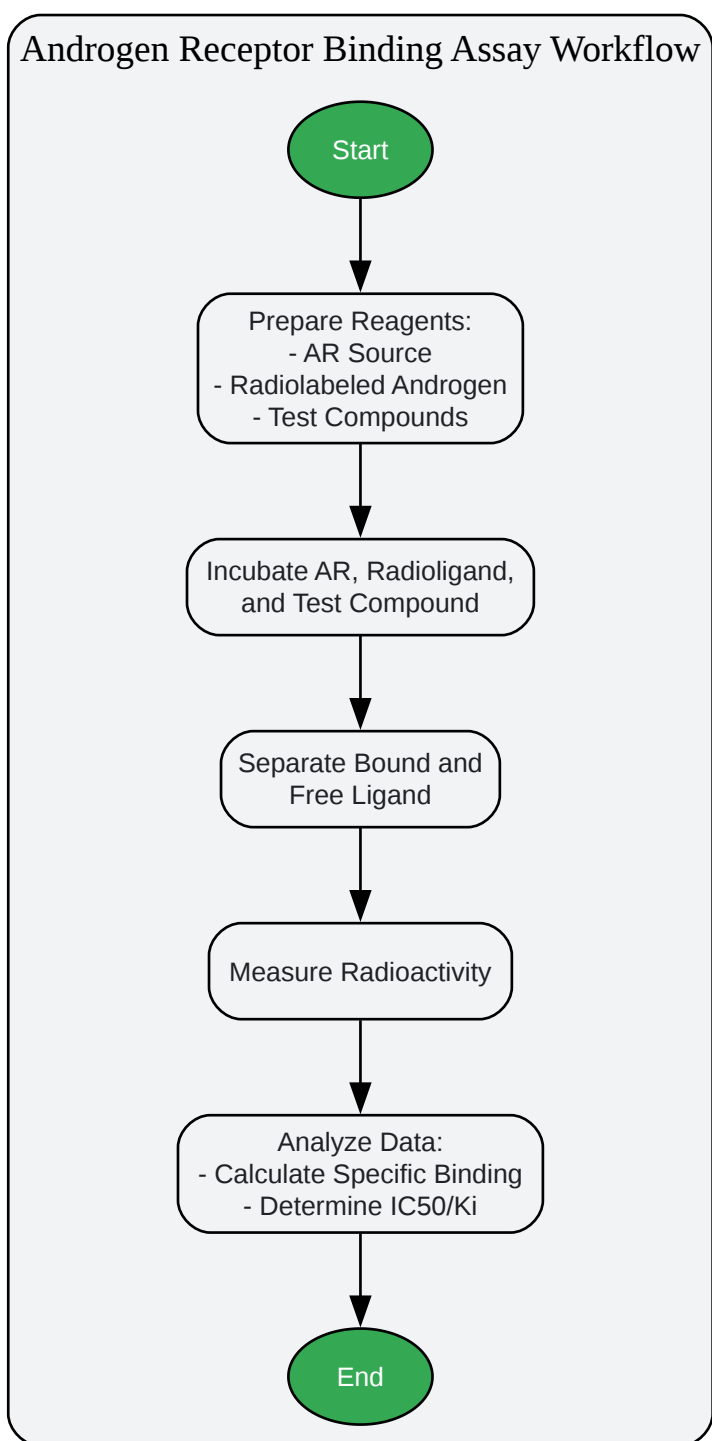 Androgen Receptor Binding Assay Workflow
Start
Prepare Reagents:
- AR Source
- Radiolabeled Androgen
- Test Compounds
Incubate AR, Radioligand,
and Test Compound
Separate Bound and
Free Ligand
Measure Radioactivity
Analyze Data:
- Calculate Specific Binding
- Determine IC50/Ki
End